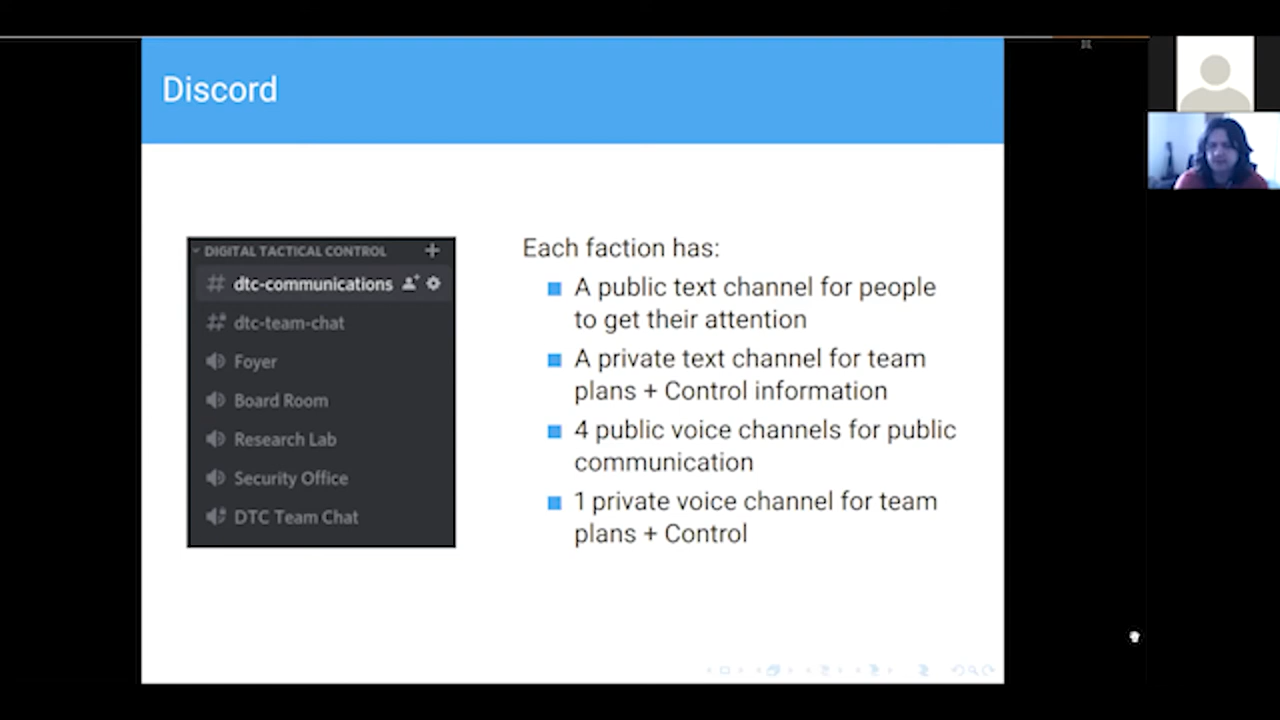 Discord
DIGITAL TACTICAL CONTROL
dtc-communications
dtc-team-chat
Foyer
Board Room
Research Lab
Security Office
DTC Team Chat
Each faction has:
A public text channel for people
to get their attention
A private text channel for team
plans + Control information
4 public voice channels for public
communication
1 private voice channel for team
plans + Control